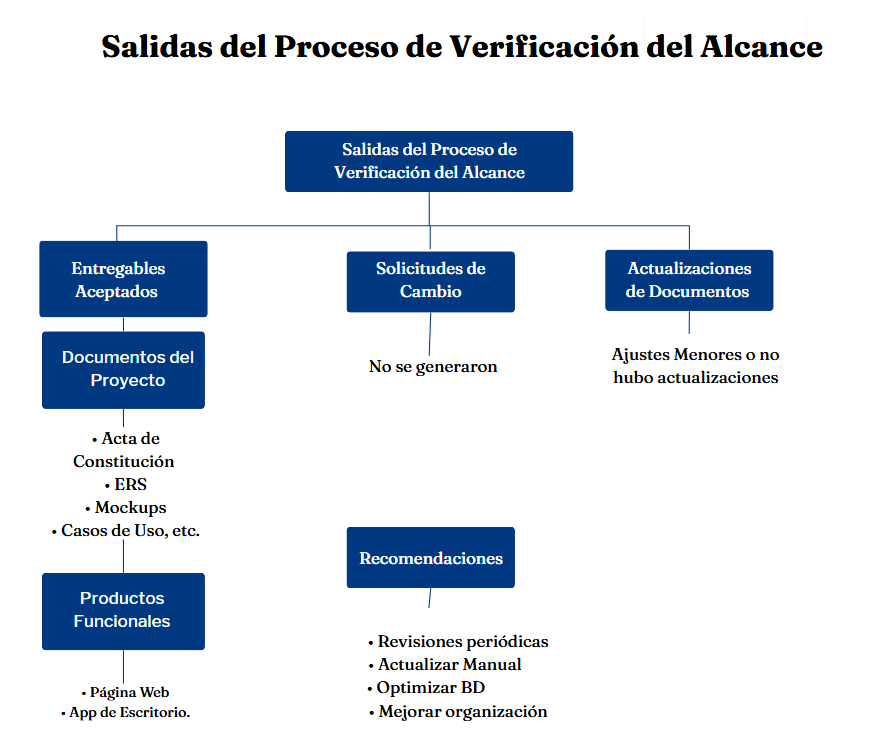 Salidas del Proceso de Verificación del Alcance
Salidas del Proceso de
Verificación del Alcance
Entregables
Aceptados
Documentos del
Proyecto
• Acta de
Constitución
• ERS
• Mockups
• Casos de Uso, etc.
Productos
Funcionales
• Página Web
• App de Escritorio.
Solicitudes de
Cambio
No se generaron
Actualizaciones
de Documentos
Ajustes Menores o no
hubo actualizaciones
Recomendaciones
• Revisiones periódicas
• Actualizar Manual
• Optimizar BD
• Mejorar organización